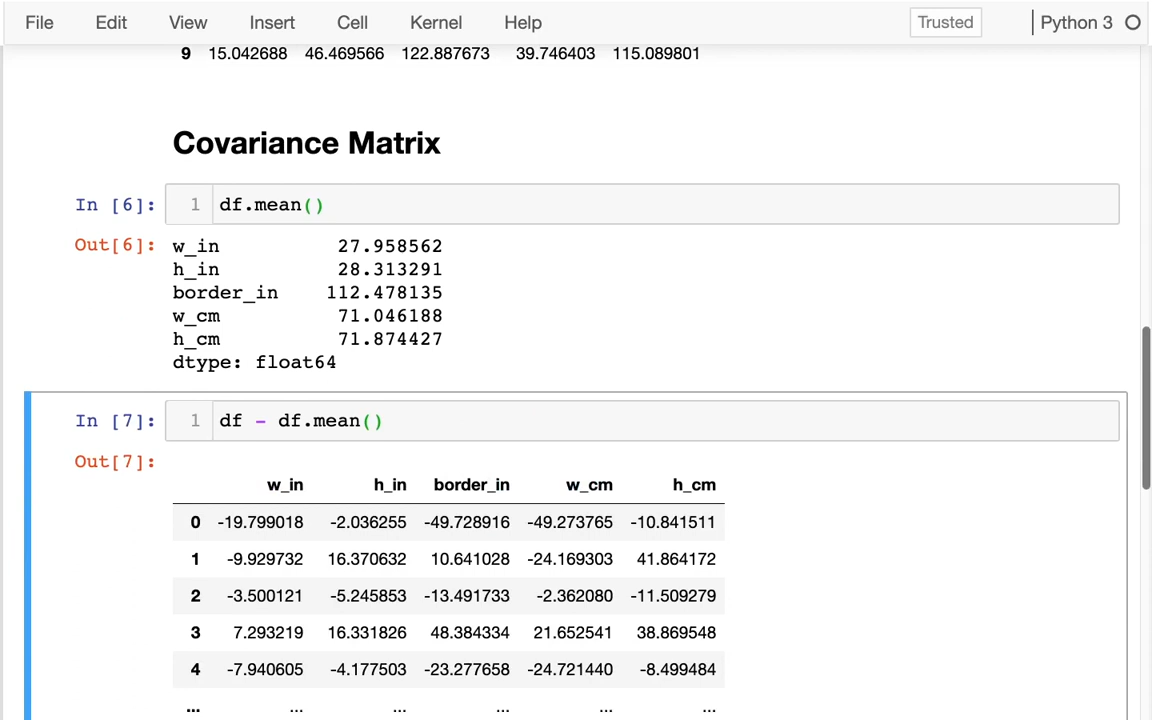 File Edit View Insert Cell Kernel Help Trusted Python 3
9 15.042688 46.469566 122.887673 39.746403 115.089801
Covariance Matrix
In [6]: 1 df.mean()
Out[6]: w_in 27.958562
h_in 28.313291
border_in 112.478135
w_cm 71.046188
h_cm 71.874427
dtype: float64
In [7]: 1 df - df.mean()
Out[7]:
w_in h_in border_in w_cm h_cm
0 -19.799018 -2.036255 -49.728916 -49.273765 -10.841511
1 -9.929732 16.370632 10.641028 -24.169303 41.864172
2 -3.500121 -5.245853 -13.491733 -2.362080 -11.509279
3 7.293219 16.331826 48.384334 21.652541 38.869548
4 -7.940605 -4.177503 -23.277658 -24.721440 -8.499484
... ... ... ... ... ...